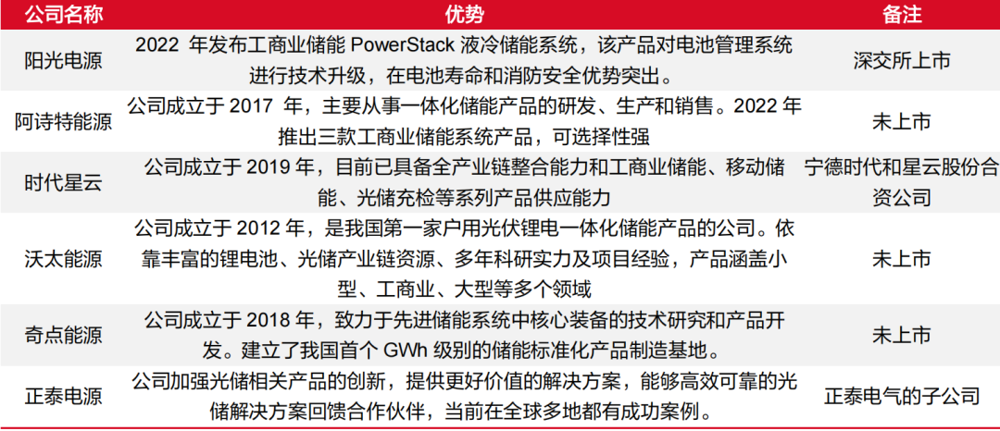 公司名称 优势 备注
阳光电源 2022 年发布工商业储能 PowerStack 液冷储能系统，该产品对电池管理系统 深交所上市
进行技术升级，在电池寿命和消防安全优势突出。
阿诗特能源 公司成立于 2017 年，主要从事一体化储能产品的研发、生产和销售。2022 年 未上市
推出三款工商业储能系统产品，可选择性强
时代星云 公司成立于 2019 年，目前已具备全产业链整合能力和工商业储能、移动储 宁德时代和星云股份合
能、光储充检等系列产品供应能力 资公司
公司成立于 2012 年，是我国第一家户用光伏锂电一体化储能产品的公司。依
沃太能源 靠丰富的锂电池、光储产业链资源、多年科研实力及项目经验，产品涵盖小 未上市
型、工商业、大型等多个领域
奇点能源 公司成立于 2018 年，致力于先进储能系统中核心装备的技术研究和产品开 未上市
发。建立了我国首个 GWh 级别的储能标准化产品制造基地。
正泰电源 公司加强光储相关产品的创新，提供更好价值的解决方案，能够高效可靠的光 正泰电气的子公司
储解决方案回馈合作伙伴，当前在全球多地都有成功案例。